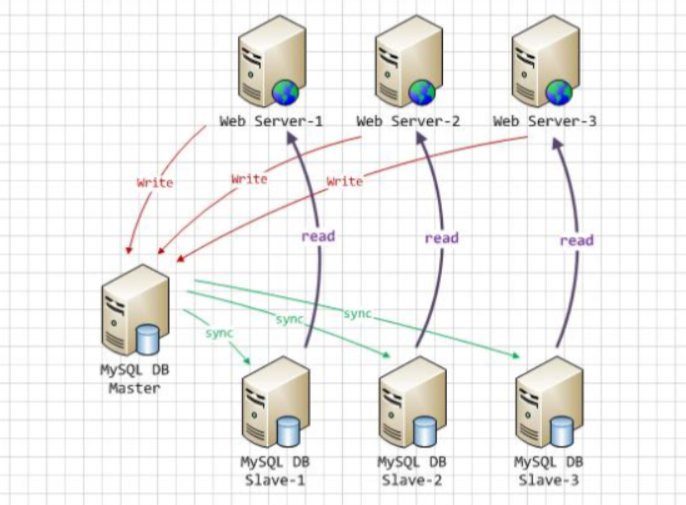 Web Server-1
Web Server-2
Web Server-3
Write
Write
Write
read
read
read
MySQL DB
Master
sync
sync
sync
MySQL DB
Slave-1
MySQL DB
Slave-2
MySQL DB
Slave-3